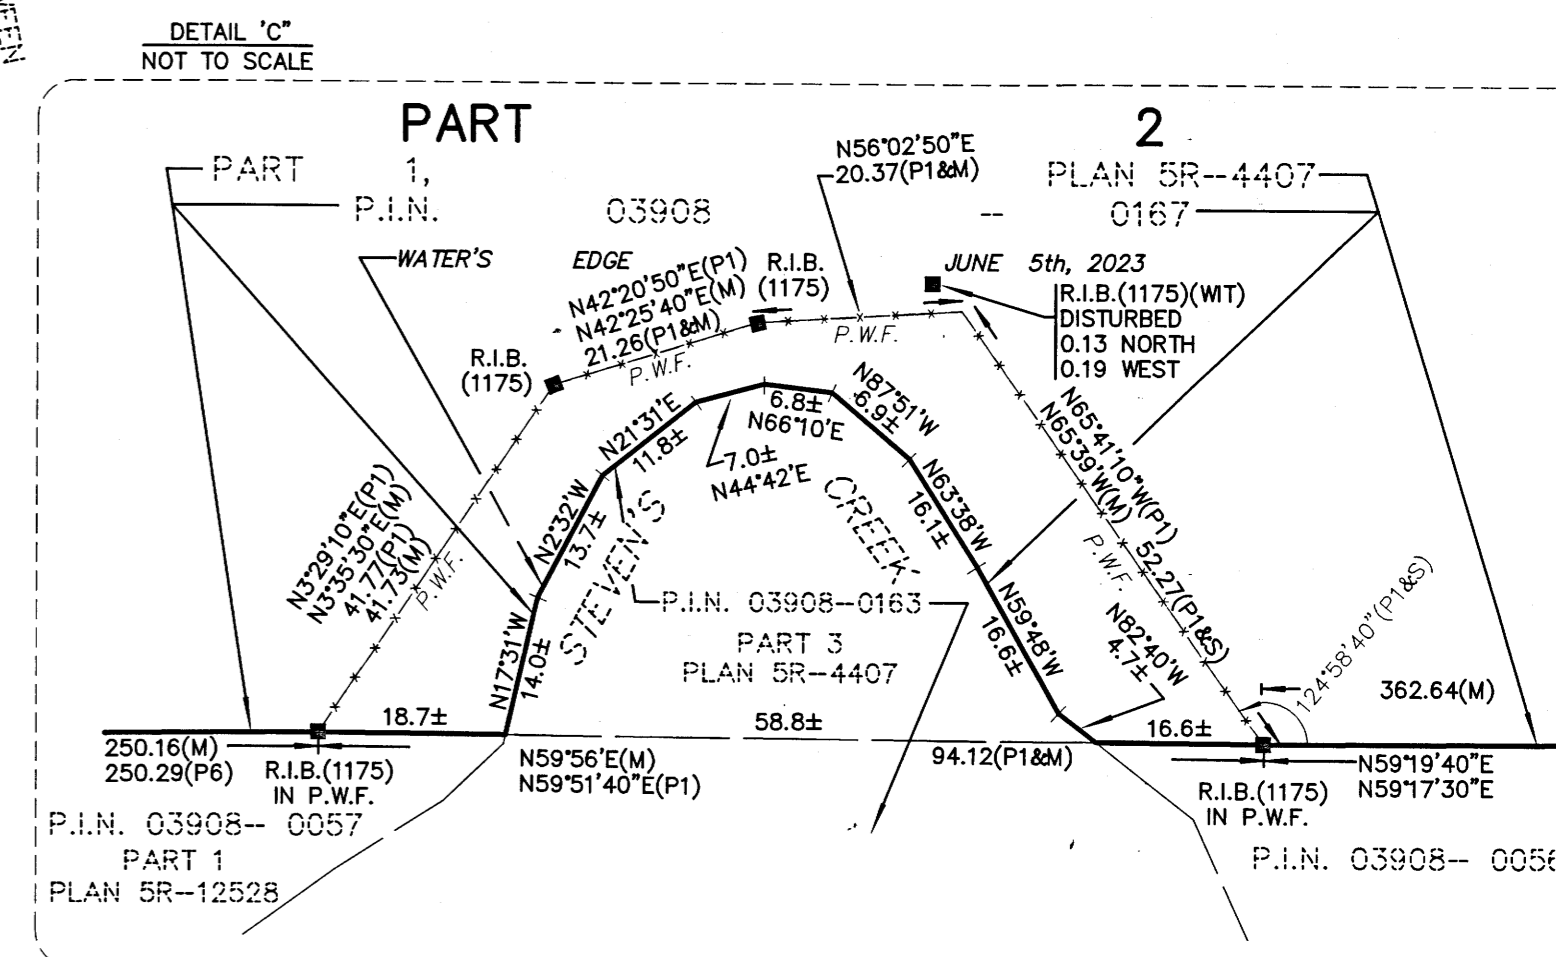 DETAIL 'C"
NOT TO SCALE
PART 2
PART 1, PLAN 5R--4407
P.I.N. 03908 -- 0167
N56°02'50"E
20.37(P1&M)
WATER'S EDGE JUNE 5th, 2023
N42°20'50"E(P1)
N42°25'40"E(M)
21.26(P1&M)
R.I.B.
(1175)
R.I.B.
(1175)
R.I.B.(1175)(WIT)
DISTURBED
0.13 NORTH
0.19 WEST
P.W.F.
P.W.F.
N3°29'10"E(P1)
N3°35'30"E(M)
41.77(P1)
41.73(M)
P.W.F.
N17°31'W
14.0±
N2°32'W
13.7±
N21°31'E
11.8±
7.0±
N44°42'E
6.8±
N66°10'E
N87°51'W
6.9±
N63°38'W
16.1±
N59°48'W
16.6±
N82°40'W
4.7±
N65°41'10"W(P1)
N65°39'W(M)
52.27(P1&S)
P.W.F.
124°58'40"(P1&S)
STEVEN'S CREEK
P.I.N. 03908--0163
PART 3
PLAN 5R--4407
362.64(M)
18.7±
58.8±
16.6±
250.16(M)
250.29(P6)
R.I.B.(1175)
IN P.W.F.
N59°56'E(M)
N59°51'40"E(P1)
94.12(P1&M)
R.I.B.(1175)
IN P.W.F.
N59°19'40"E
N59°17'30"E
P.I.N. 03908-- 0057
PART 1
PLAN 5R--12528
P.I.N. 03908-- 0056